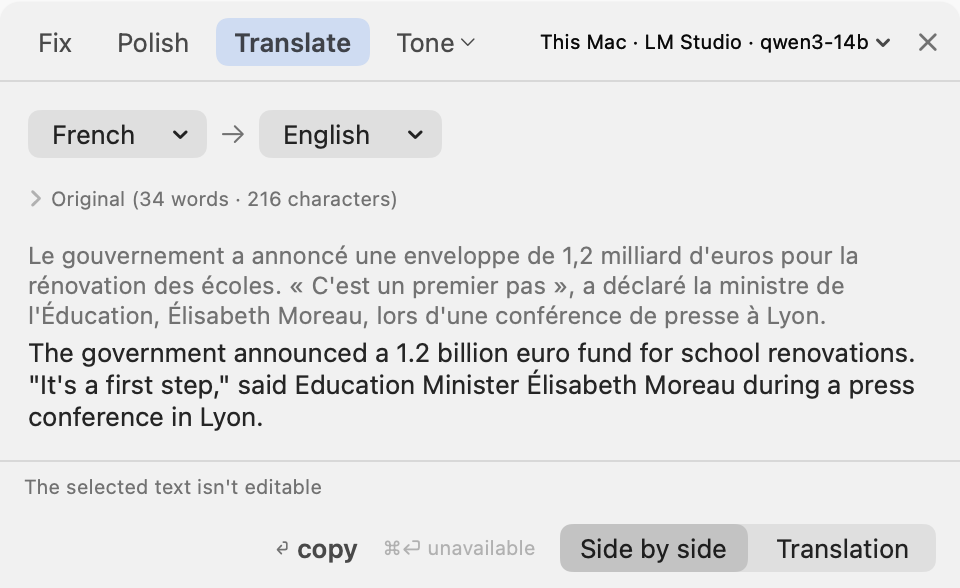 Fix Polish Translate Tone This Mac · LM Studio · qwen3-14b
French → English
Original (34 words · 216 characters)
Le gouvernement a annoncé une enveloppe de 1,2 milliard d'euros pour la
rénovation des écoles. « C'est un premier pas », a déclaré la ministre de
l'Éducation, Élisabeth Moreau, lors d'une conférence de presse à Lyon.
The government announced a 1.2 billion euro fund for school renovations.
"It's a first step," said Education Minister Élisabeth Moreau during a press
conference in Lyon.
The selected text isn't editable
⏎ copy ⌘⏎ unavailable Side by side Translation